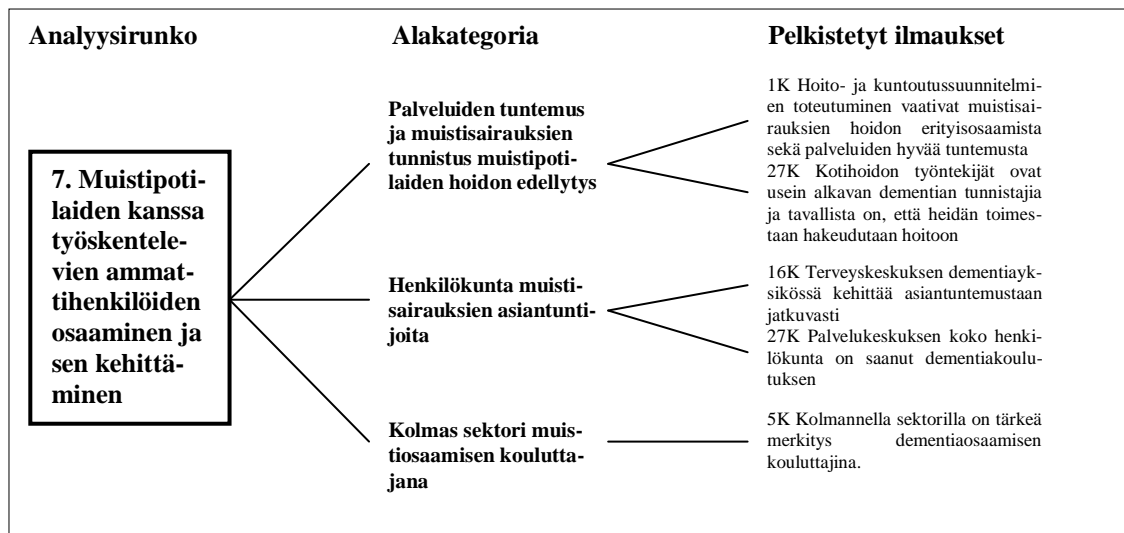 Analyysirunko
Alakategoria
Pelkistetyt ilmaukset
7. Muistipoti-
laiden kanssa
työskentele-
vien ammat-
tihenkilöiden
osaaminen ja
sen kehittä-
minen
Palveluiden tuntemus
ja muistisairauksien
tunnistus muistipoti-
laiden hoidon edellytys
1K Hoito- ja kuntoutussuunnitelmi-
en toteutuminen vaativat muistisai-
rauksien hoidon erityisosaamista
sekä palveluiden hyvää tuntemusta
27K Kotihoidon työntekijät ovat
usein alkavan dementian tunnistajia
ja tavallista on, että heidän toimes-
taan hakeudutaan hoitoon
Henkilökunta muisti-
sairauksien asiantunti-
joita
16K Terveyskeskuksen dementiayk-
sikössä kehittää asiantuntemustaan
jatkuvasti
27K Palvelukeskuksen koko henki-
lökunta on saanut dementiakoulu-
tuksen
Kolmas sektori muis-
tiosaamisen koulutta-
jana
5K Kolmannella sektorilla on tärkeä
merkitys dementiaosaamisen
kouluttajina.